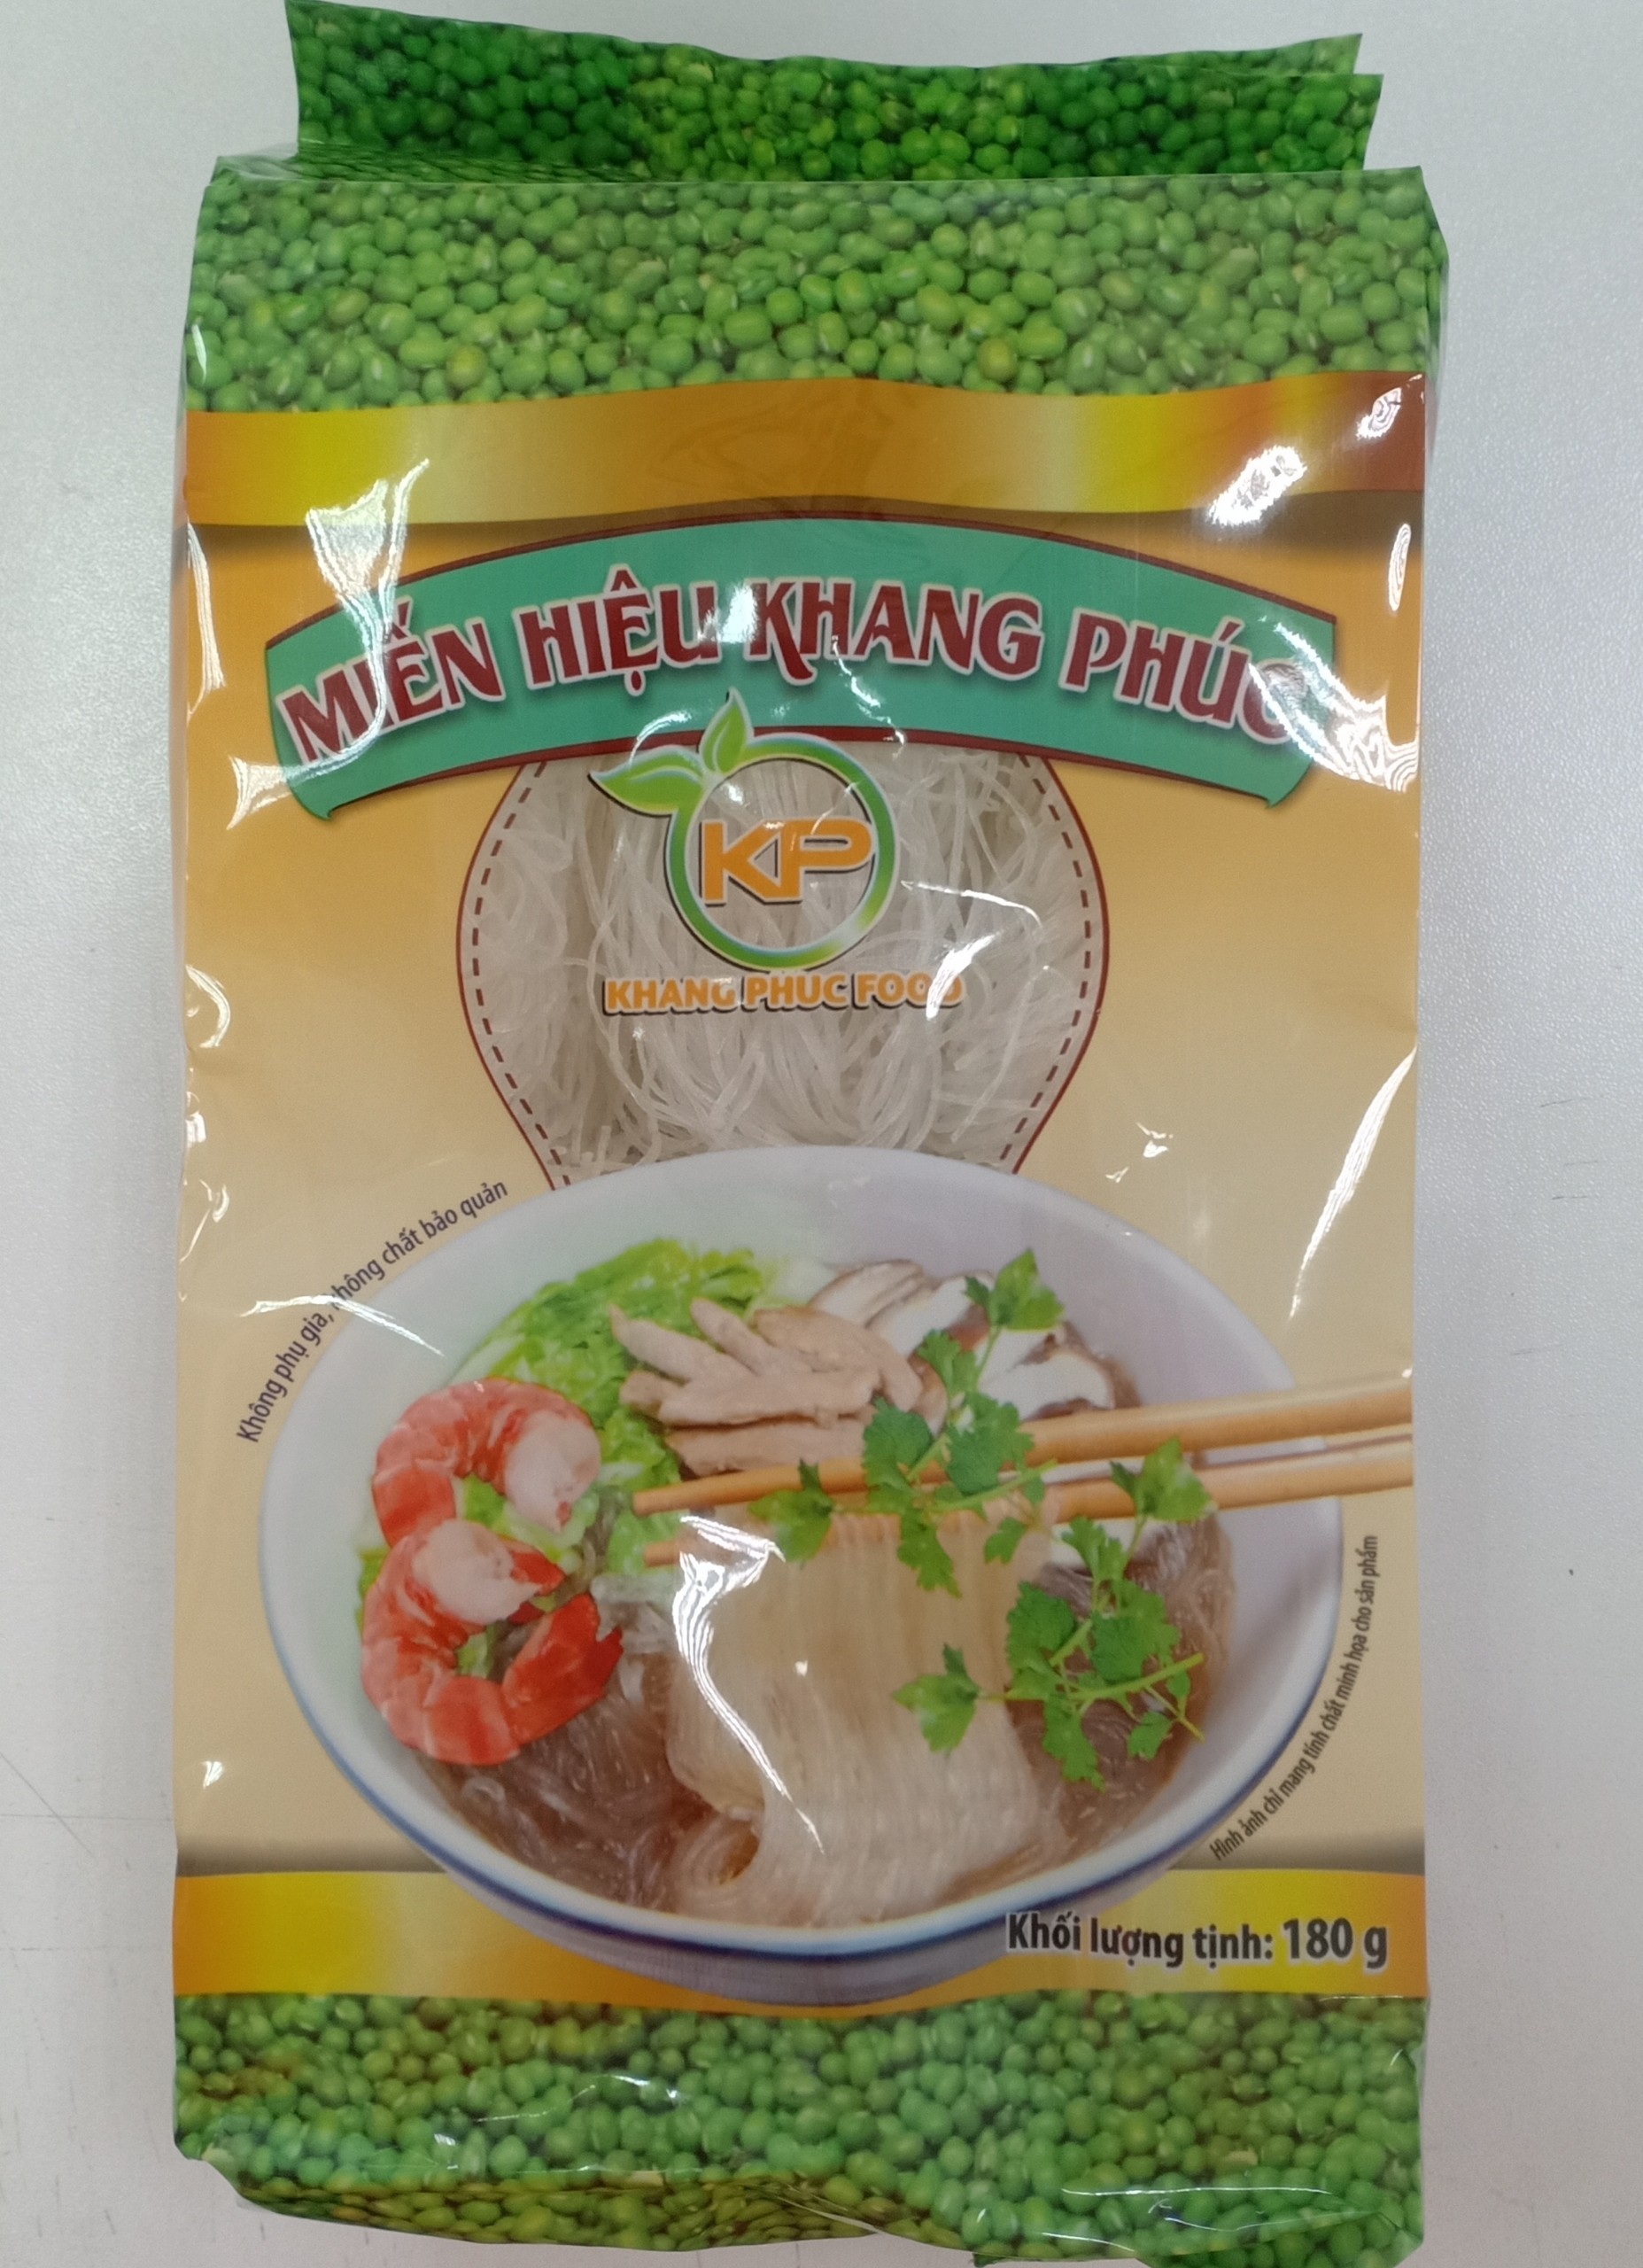 MIẾN HIỆU KHANG PHÚC
KP
KHANG PHUC FOOD
Không phụ gia, không chất bảo quản
Hình ảnh chỉ mang tính chất minh họa cho sản phẩm
Khối lượng tịnh: 180 g